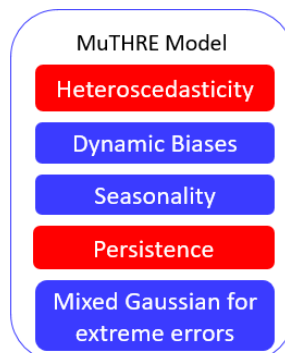 MuTHRE Model
Heteroscedasticity
Dynamic Biases
Seasonality
Persistence
Mixed Gaussian for
extreme errors